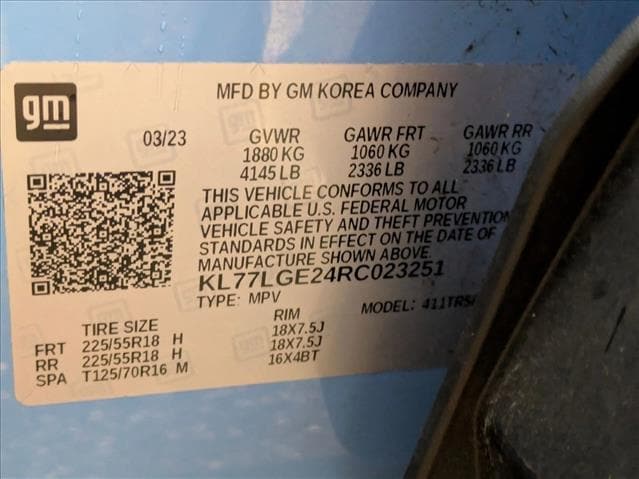 gm
MFD BY GM KOREA COMPANY
03/23 GVWR GAWR FRT GAWR RR
1880 KG 1060 KG 1060 KG
4145 LB 2336 LB 2336 LB
THIS VEHICLE CONFORMS TO ALL
APPLICABLE U.S. FEDERAL MOTOR
VEHICLE SAFETY AND THEFT PREVENTION
STANDARDS IN EFFECT ON THE DATE OF
MANUFACTURE SHOWN ABOVE.
KL77LGE24RC023251
TYPE: MPV MODEL: 411TR5
TIRE SIZE RIM
FRT 225/55R18 H 18X7.5J
RR 225/55R18 H 18X7.5J
SPA T125/70R16 M 16X4BT